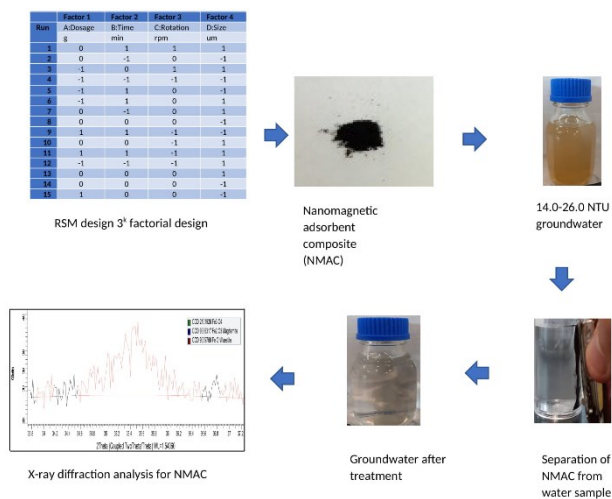 Factor 1 Factor 2 Factor 3 Factor 4
Run A:Dosage B:Time C:Rotation D:Size
g min rpm um
1 0 1 1 1
2 0 -1 0 -1
3 -1 0 1 1
4 -1 -1 -1 -1
5 -1 1 0 -1
6 -1 1 0 1
7 0 -1 0 1
8 0 0 0 -1
9 1 1 -1 -1
10 0 0 -1 1
11 1 1 -1 1
12 -1 -1 -1 1
13 0 0 0 1
14 0 0 0 -1
15 1 0 0 -1
RSM design 3ᵏ factorial design
Nanomagnetic
adsorbent
composite
(NMAC)
14.0-26.0 NTU
groundwater
Separation of
NMAC from
water sample
Groundwater after
treatment
X-ray diffraction analysis for NMAC